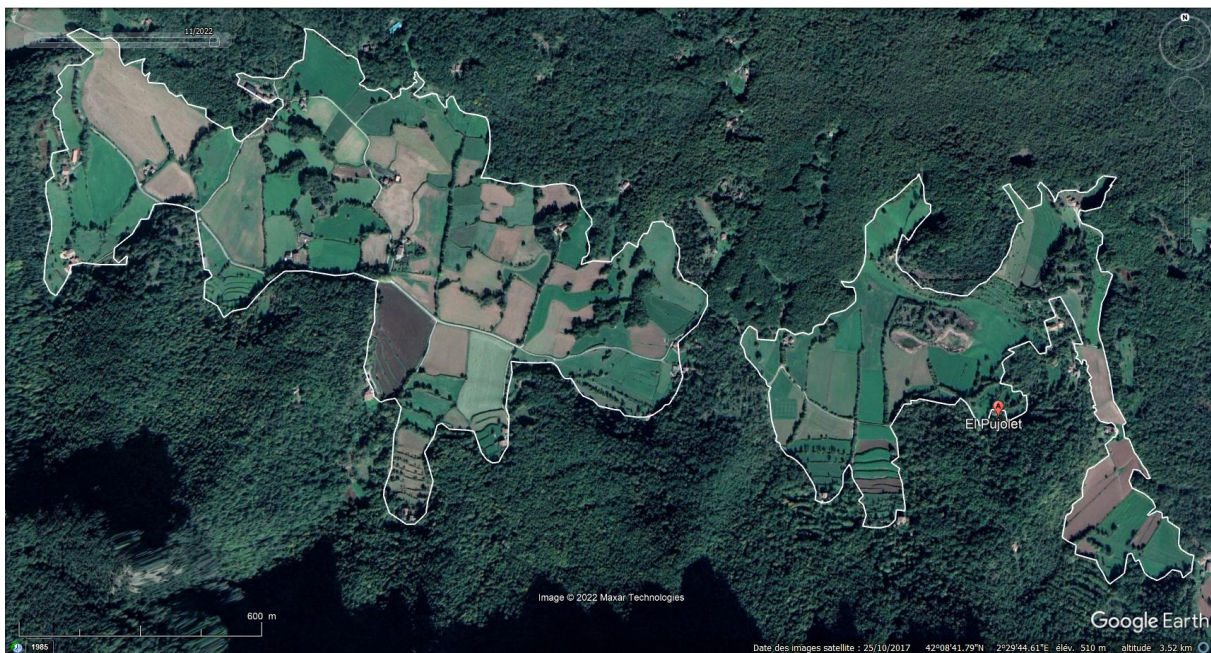 11/2022
N
A
El Pujolet
600 m
Image © 2022 Maxar Technologies
Google Earth
1985
Date des images satellite : 25/10/2017 42°08'41.79"N 2°29'44.61"E élév. 510 m altitude 3.52 km